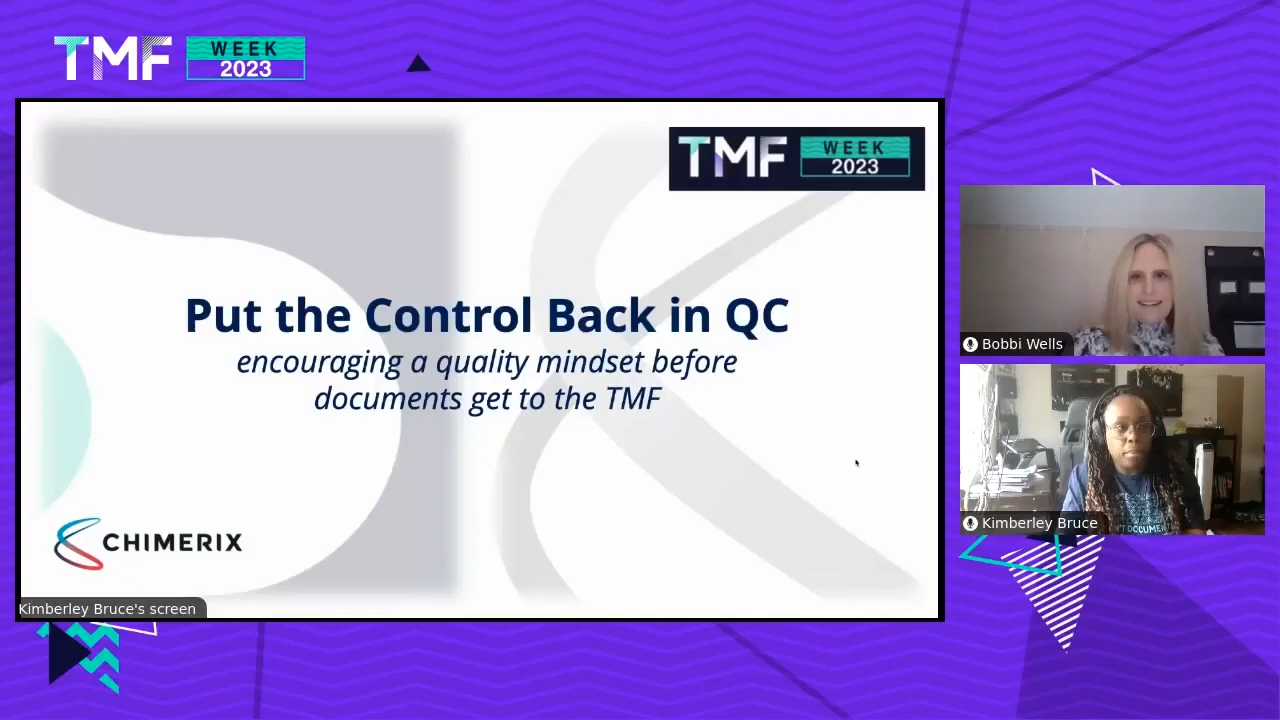 TMF
WEEK
2023
TMF
WEEK
2023
Put the Control Back in QC
encouraging a quality mindset before
documents get to the TMF
CHIMERIX
Kimberley Bruce's screen
Bobbi Wells
Kimberley Bruce